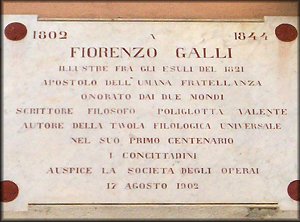 1802 A 1844
FIORENZO GALLI
ILLUSTRE FRA GLI ESULI DEL 1821
APOSTOLO DELL'UMANA FRATELLANZA
ONORATO DAI DUE MONDI
SCRITTORE FILOSOFO POLIGLOTTA VALENTE
AUTORE DELLA TAVOLA FILOLOGICA UNIVERSALE
NEL SUO PRIMO CENTENARIO
I CONCITTADINI
AUSPICE LA SOCIETÀ DEGLI OPERAI
17 AGOSTO 1902